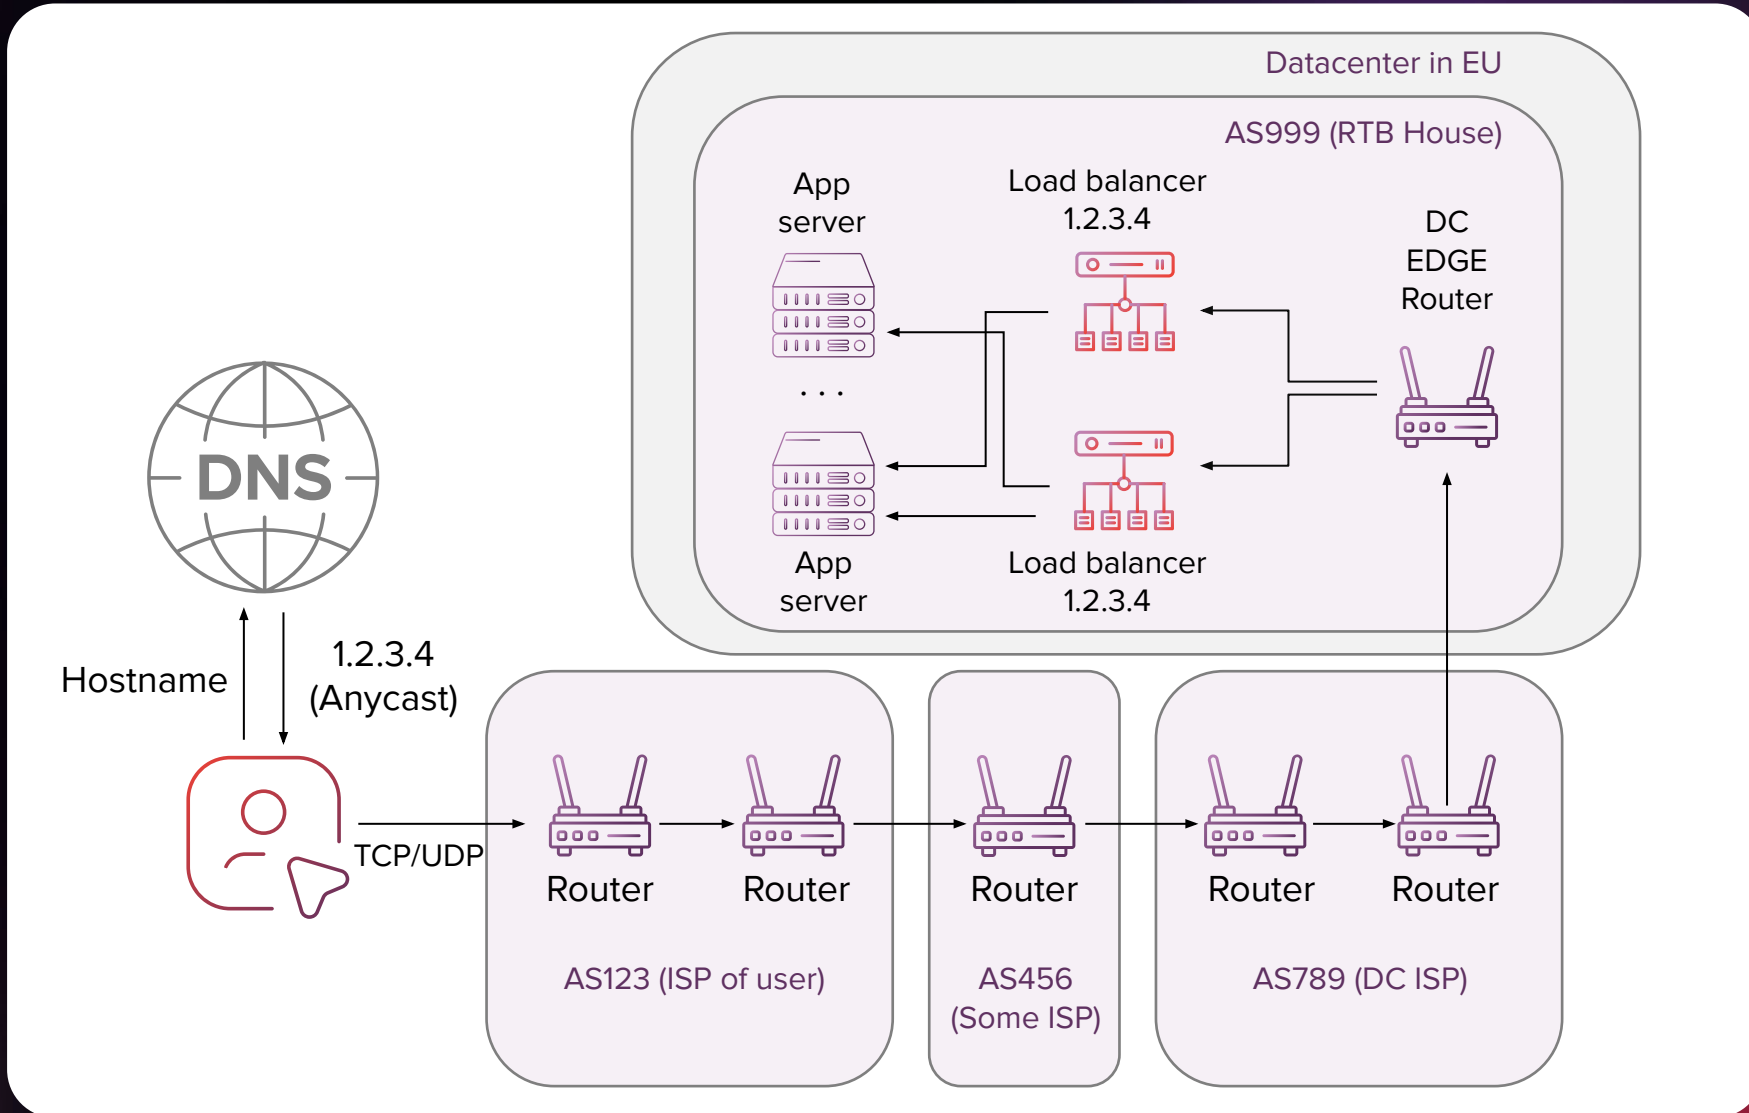 Datacenter in EU
AS999 (RTB House)
App
server
Load balancer
1.2.3.4
DC
EDGE
Router
. . .
DNS
App
server
Load balancer
1.2.3.4
Hostname
1.2.3.4
(Anycast)
TCP/UDP
Router
Router
Router
Router
Router
AS123 (ISP of user)
AS456
(Some ISP)
AS789 (DC ISP)